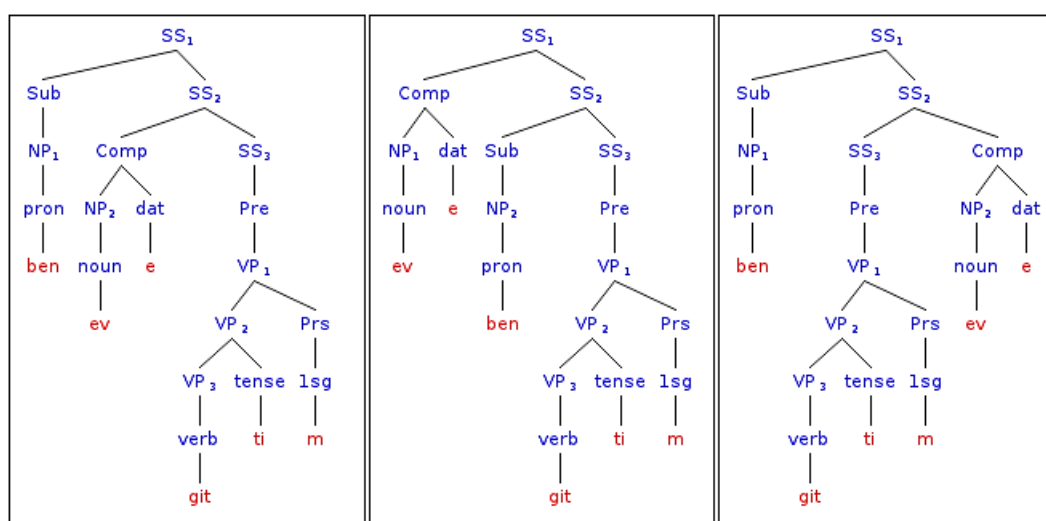 SS₁
Sub SS₂
NP₁ Comp SS₃
pron NP₂ dat Pre
ben noun e VP₁
ev
VP₂ Prs
VP₃ tense 1sg
verb ti m
git
SS₁
Comp SS₂
NP₁ dat Sub SS₃
noun e NP₂ Pre
ev pron VP₁
ben VP₂ Prs
VP₃ tense 1sg
verb ti m
git
SS₁
Sub SS₂
NP₁ SS₃ Comp
pron Pre NP₂ dat
ben VP₁ noun e
VP₂ Prs ev
VP₃ tense 1sg
verb ti m
git